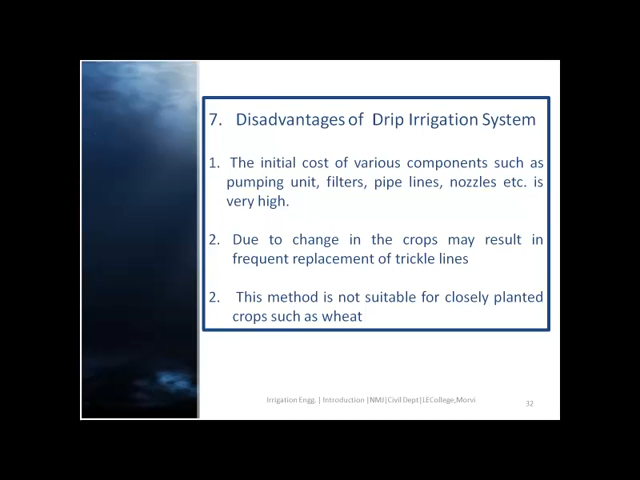 7. Disadvantages of Drip Irrigation System
1. The initial cost of various components such as
pumping unit, filters, pipe lines, nozzles etc. is
very high.
2. Due to change in the crops may result in
frequent replacement of trickle lines
2. This method is not suitable for closely planted
crops such as wheat
Irrigation Engg. | Introduction |NMJ|Civil Dept|LECollege,Morvi
32